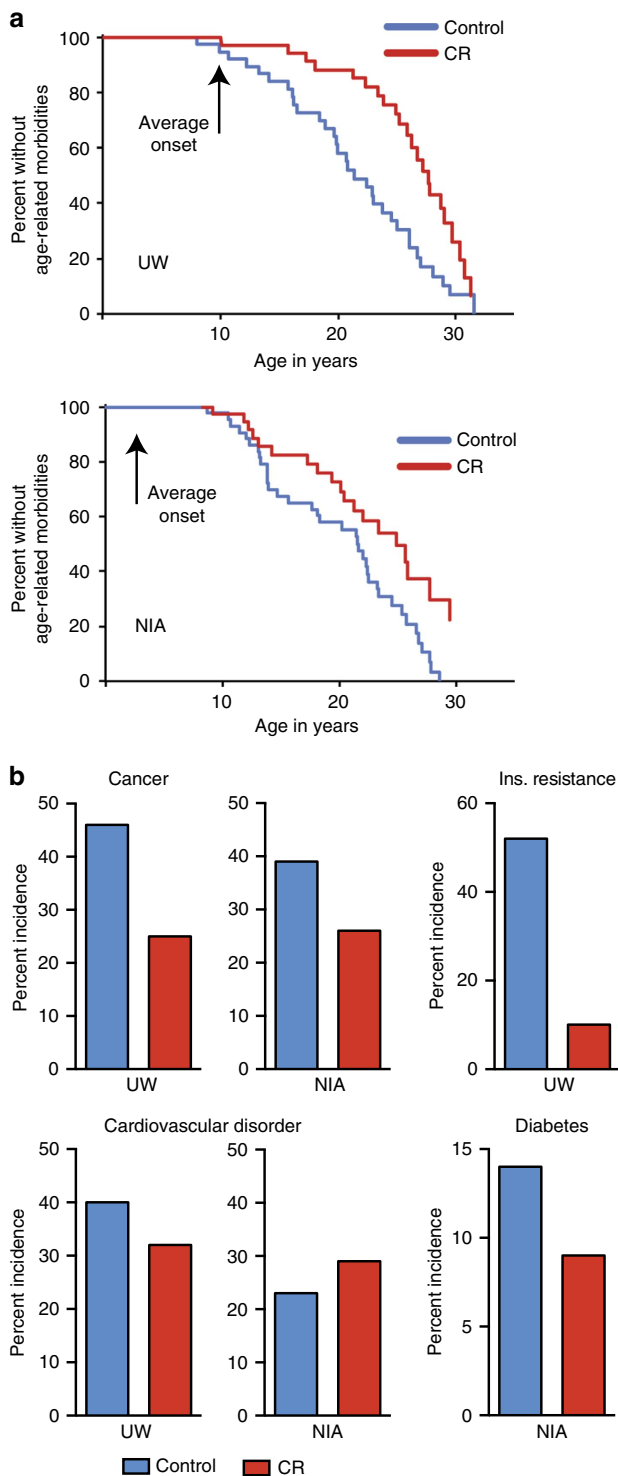 a
Control
CR
Percent without
age-related morbidities
100
80
60
40
20
0
Average
onset
UW
10
20
30
Age in years
Control
CR
Percent without
age-related morbidities
100
80
60
40
20
0
Average
onset
NIA
10
20
30
Age in years
b
Cancer
Percent incidence
50
40
30
20
10
0
UW
50
40
30
20
10
0
NIA
Ins. resistance
Percent incidence
60
40
20
0
UW
Cardiovascular disorder
Percent incidence
50
40
30
20
10
0
UW
50
40
30
20
10
0
NIA
Diabetes
Percent incidence
15
10
5
0
NIA
Control
CR